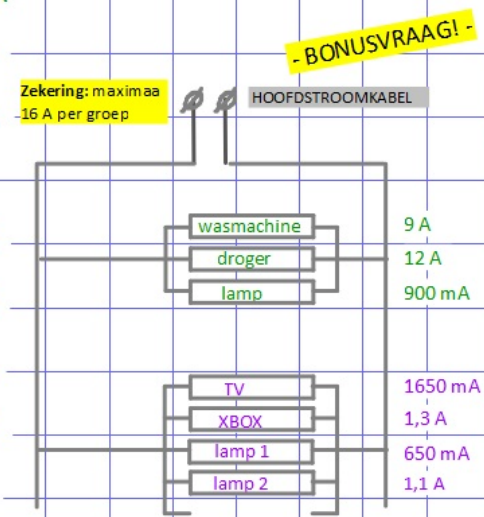 - BONUSVRAAG! -
Zekering: maximaa
16 A per groep
HOOFDSTROOMKABEL
wasmachine 9 A
droger 12 A
lamp 900 mA
TV 1650 mA
XBOX 1,3 A
lamp 1 650 mA
lamp 2 1,1 A